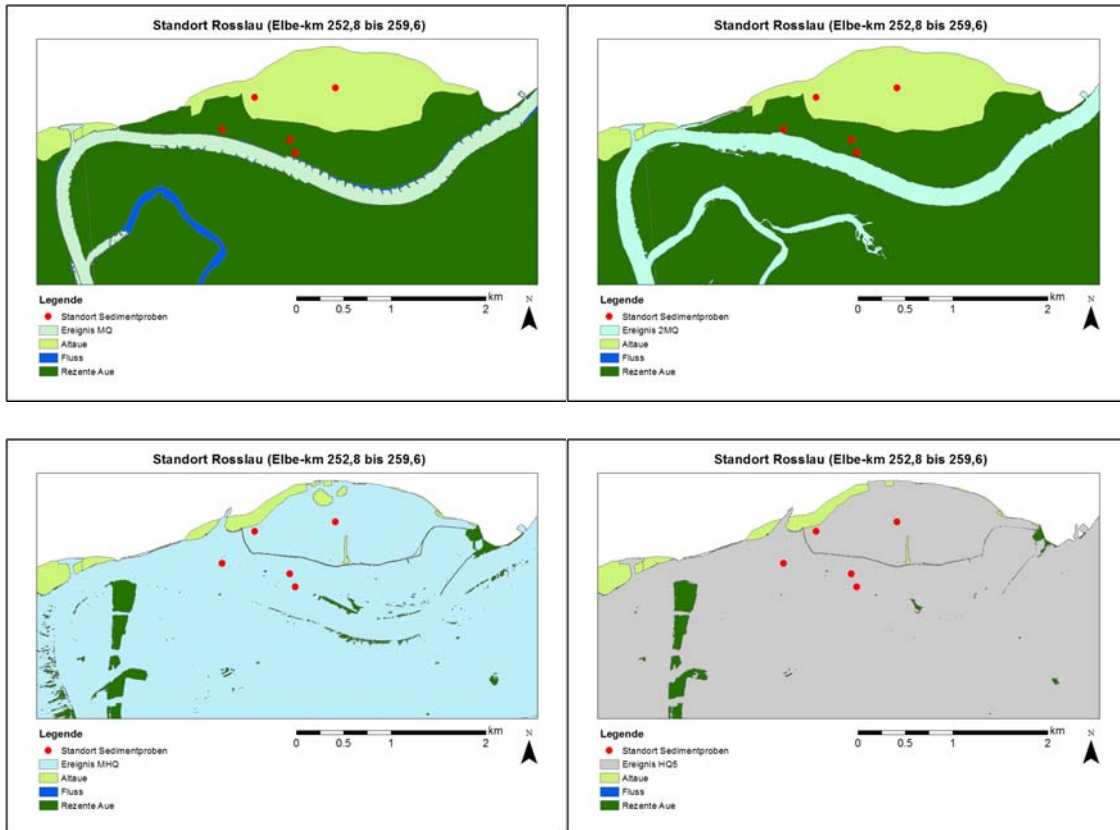 Standort Rosslau (Elbe-km 252,8 bis 259,6)
Legende
Standort Sedimentproben
Ereignis MQ
Altaue
Fluss
Rezente Aue
km
0 0.5 1 2
N
Standort Rosslau (Elbe-km 252,8 bis 259,6)
Legende
Standort Sedimentproben
Ereignis 2MQ
Altaue
Fluss
Rezente Aue
km
0 0.5 1 2
N
Standort Rosslau (Elbe-km 252,8 bis 259,6)
Legende
Standort Sedimentproben
Ereignis MHQ
Altaue
Fluss
Rezente Aue
km
0 0.5 1 2
N
Standort Rosslau (Elbe-km 252,8 bis 259,6)
Legende
Standort Sedimentproben
Ereignis HQ5
Altaue
Fluss
Rezente Aue
km
0 0.5 1 2
N